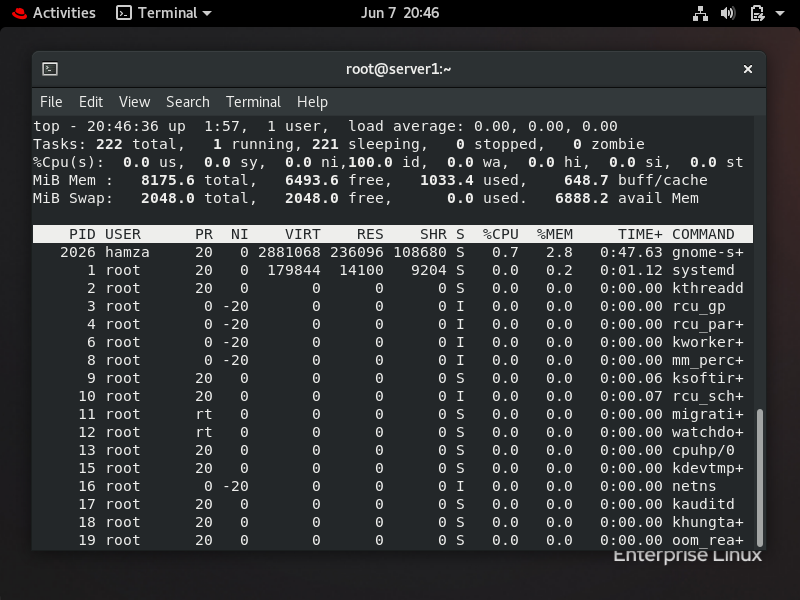 Activities Terminal Jun 7 20:46
root@server1:~
File Edit View Search Terminal Help
top - 20:46:36 up  1:57,  1 user,  load average: 0.00, 0.00, 0.00
Tasks: 222 total,   1 running, 221 sleeping,   0 stopped,   0 zombie
%Cpu(s):  0.0 us,  0.0 sy,  0.0 ni,100.0 id,  0.0 wa,  0.0 hi,  0.0 si,  0.0 st
MiB Mem :   8175.6 total,   6493.6 free,   1033.4 used,    648.7 buff/cache
MiB Swap:   2048.0 total,   2048.0 free,      0.0 used.   6888.2 avail Mem
PID USER      PR  NI    VIRT    RES    SHR S  %CPU  %MEM     TIME+ COMMAND
2026 hamza     20   0 2881068 236096 108680 S   0.7   2.8   0:47.63 gnome-s+
1 root      20   0  179844  14100   9204 S   0.0   0.2   0:01.12 systemd
2 root      20   0       0      0      0 S   0.0   0.0   0:00.00 kthreadd
3 root       0 -20       0      0      0 I   0.0   0.0   0:00.00 rcu_gp
4 root       0 -20       0      0      0 I   0.0   0.0   0:00.00 rcu_par+
6 root       0 -20       0      0      0 I   0.0   0.0   0:00.00 kworker+
8 root       0 -20       0      0      0 I   0.0   0.0   0:00.00 mm_perc+
9 root      20   0       0      0      0 S   0.0   0.0   0:00.06 ksoftir+
10 root      20   0       0      0      0 I   0.0   0.0   0:00.07 rcu_sch+
11 root      rt   0       0      0      0 S   0.0   0.0   0:00.00 migrati+
12 root      rt   0       0      0      0 S   0.0   0.0   0:00.00 watchdo+
13 root      20   0       0      0      0 S   0.0   0.0   0:00.00 cpuhp/0
15 root      20   0       0      0      0 S   0.0   0.0   0:00.00 kdevtmp+
16 root       0 -20       0      0      0 I   0.0   0.0   0:00.00 netns
17 root      20   0       0      0      0 S   0.0   0.0   0:00.00 kauditd
18 root      20   0       0      0      0 S   0.0   0.0   0:00.00 khungta+
19 root      20   0       0      0      0 S   0.0   0.0   0:00.00 oom_rea+
Enterprise Linux